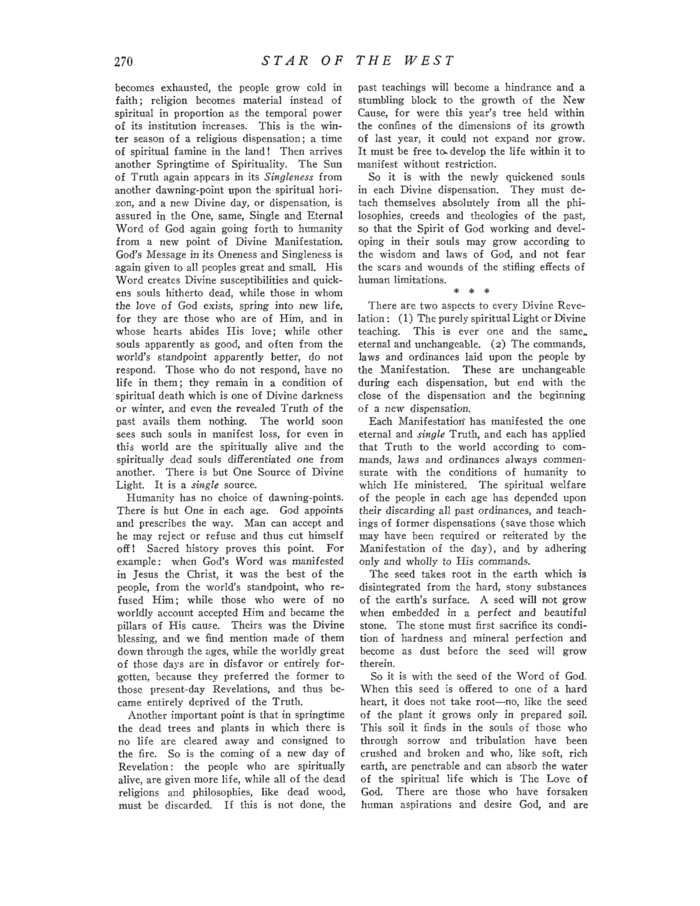 270
STAR OF THE WEST
becomes exhausted, the people grow cold in
faith; religion becomes material instead of
spiritual in proportion as the temporal power
of its institution increases. This is the win-
ter season of a religious dispensation; a time
of spiritual famine in the land! Then arrives
another Springtime of Spirituality. The Sun
of Truth again appears in its Singleness from
another dawning-point upon the spiritual hori-
zon, and a new Divine day, or dispensation, is
assured in the One, same, Single and Eternal
Word of God again going forth to humanity
from a new point of Divine Manifestation.
God's Message in its Oneness and Singleness is
again given to all peoples great and small. His
Word creates Divine susceptibilities and quick-
ens souls hitherto dead, while those in whom
the love of God exists, spring into new life,
for they are those who are of Him, and in
whose hearts abides His love; while other
souls apparently as good, and often from the
world's standpoint apparently better, do not
respond. Those who do not respond, have no
life in them; they remain in a condition of
spiritual death which is one of Divine darkness
or winter, and even the revealed Truth of the
past avails them nothing. The world soon
sees such souls in manifest loss, for even in
this world are the spiritually alive and the
spiritually dead souls differentiated one from
another. There is but One Source of Divine
Light. It is a single source.
Humanity has no choice of dawning-points.
There is but One in each age. God appoints
and prescribes the way. Man can accept and
he may reject or refuse and thus cut himself
off! Sacred history proves this point. For
example: when God's Word was manifested
in Jesus the Christ, it was the best of the
people, from the world's standpoint, who re-
fused Him; while those who were of no
worldly account accepted Him and became the
pillars of His cause. Theirs was the Divine
blessing, and we find mention made of them
down through the ages, while the worldly great
of those days are in disfavor or entirely for-
gotten, because they preferred the former to
those present-day Revelations, and thus be-
came entirely deprived of the Truth.
Another important point is that in springtime
the dead trees and plants in which there is
no life are cleared away and consigned to
the fire. So is the coming of a new day of
Revelation: the people who are spiritually
alive, are given more life, while all of the dead
religions and philosophies, like dead wood,
must be discarded. If this is not done, the
past teachings will become a hindrance and a
stumbling block to the growth of the New
Cause, for were this year's tree held within
the confines of the dimensions of its growth
of last year, it could not expand nor grow.
It must be free to develop the life within it to
manifest without restriction.
So it is with the newly quickened souls
in each Divine dispensation. They must de-
tach themselves absolutely from all the phi-
losophies, creeds and theologies of the past,
so that the Spirit of God working and devel-
oping in their souls may grow according to
the wisdom and laws of God, and not fear
the scars and wounds of the stifling effects of
human limitations.
* * *
There are two aspects to every Divine Reve-
lation: (1) The purely spiritual Light or Divine
teaching. This is ever one and the same,
eternal and unchangeable. (2) The commands,
laws and ordinances laid upon the people by
the Manifestation. These are unchangeable
during each dispensation, but end with the
close of the dispensation and the beginning
of a new dispensation.
Each Manifestation has manifested the one
eternal and single Truth, and each has applied
that Truth to the world according to com-
mands, laws and ordinances always commen-
surate with the conditions of humanity to
which He ministered. The spiritual welfare
of the people in each age has depended upon
their discarding all past ordinances, and teach-
ings of former dispensations (save those which
may have been required or reiterated by the
Manifestation of the day), and by adhering
only and wholly to His commands.
The seed takes root in the earth which is
disintegrated from the hard, stony substances
of the earth's surface. A seed will not grow
when embedded in a perfect and beautiful
stone. The stone must first sacrifice its condi-
tion of hardness and mineral perfection and
become as dust before the seed will grow
therein.
So it is with the seed of the Word of God.
When this seed is offered to one of a hard
heart, it does not take root—no, like the seed
of the plant it grows only in prepared soil.
This soil it finds in the souls of those who
through sorrow and tribulation have been
crushed and broken and who, like soft, rich
earth, are penetrable and can absorb the water
of the spiritual life which is The Love of
God. There are those who have forsaken
human aspirations and desire God, and are